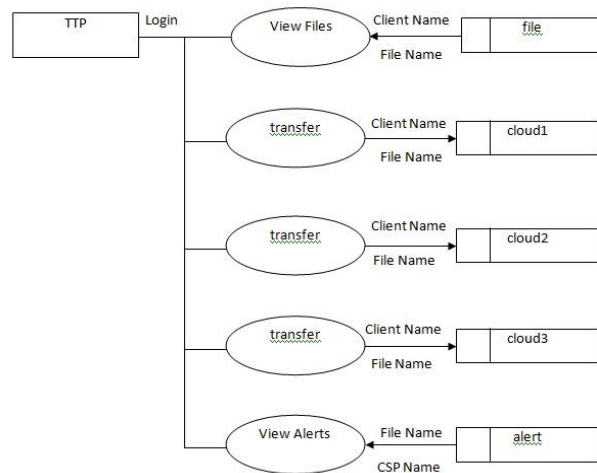 TTP
Login
View Files
Client Name
File Name
file
transfer
Client Name
File Name
cloud1
transfer
Client Name
File Name
cloud2
transfer
Client Name
File Name
cloud3
View Alerts
File Name
CSP Name
alert